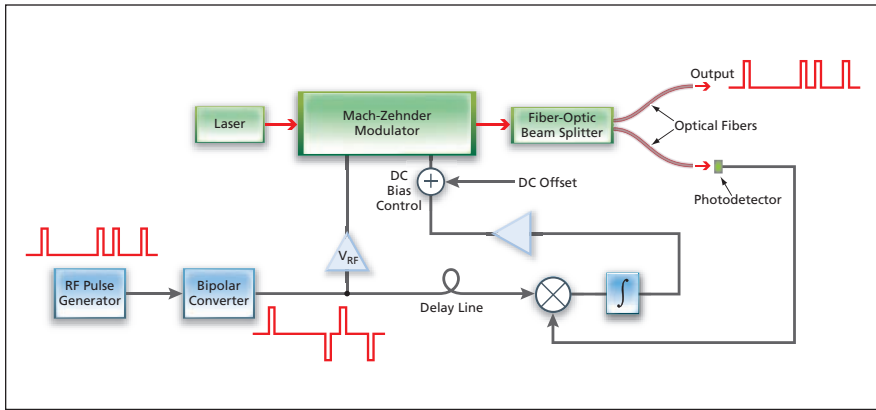 Output
Laser
Mach-Zehnder
Modulator
Fiber-Optic
Beam Splitter
Optical Fibers
DC
Bias
Control
+
DC Offset
Photodetector
V_RF
RF Pulse
Generator
Bipolar
Converter
Delay Line
∫